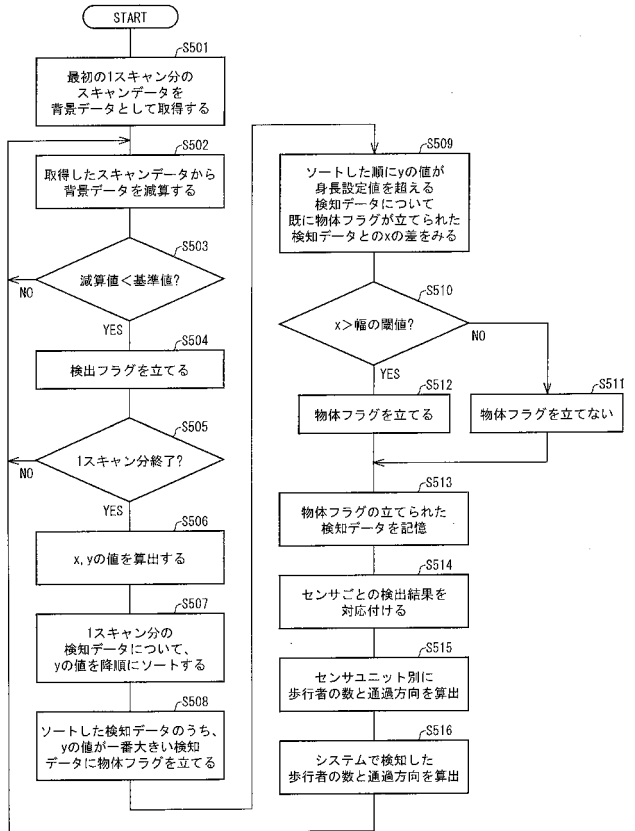 START
S501
最初の1スキャン分の
スキャンデータを
背景データとして取得する
S502
取得したスキャンデータから
背景データを減算する
S503
減算値<基準値?
NO
YES
S504
検出フラグを立てる
S505
1スキャン分終了?
NO
YES
S506
x,yの値を算出する
S507
1スキャン分の
検知データについて、
yの値を降順にソートする
S508
ソートした検知データのうち、
yの値が一番大きい検知
データに物体フラグを立てる
S509
ソートした順にyの値が
身長設定値を超える
検知データについて
既に物体フラグが立てられた
検知データとのxの差をみる
S510
x>幅の閾値?
NO
YES
S512
物体フラグを立てる
S511
物体フラグを立てない
S513
物体フラグの立てられた
検知データを記憶
S514
センサごとの検出結果を
対応付ける
S515
センサユニット別に
歩行者の数と通過方向を算出
S516
システムで検知した
歩行者の数と通過方向を算出